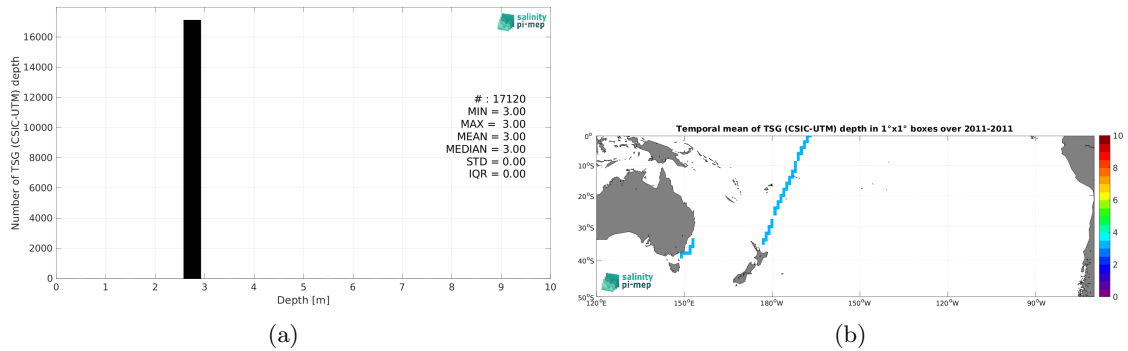 salinity
pi-mep
Number of TSG (CSIC-UTM) depth
16000
14000
12000
10000
8000
6000
4000
2000
0
# : 17120
MIN = 3.00
MAX = 3.00
MEAN = 3.00
MEDIAN = 3.00
STD = 0.00
IQR = 0.00
0 1 2 3 4 5 6 7 8 9 10
Depth [m]
(a)
Temporal mean of TSG (CSIC-UTM) depth in 1°x1° boxes over 2011-2011
0°
10°S
20°S
30°S
40°S
50°S
120°E 150°E 180°W 150°W 120°W 90°W
salinity
pi-mep
10
8
6
4
2
0
(b)